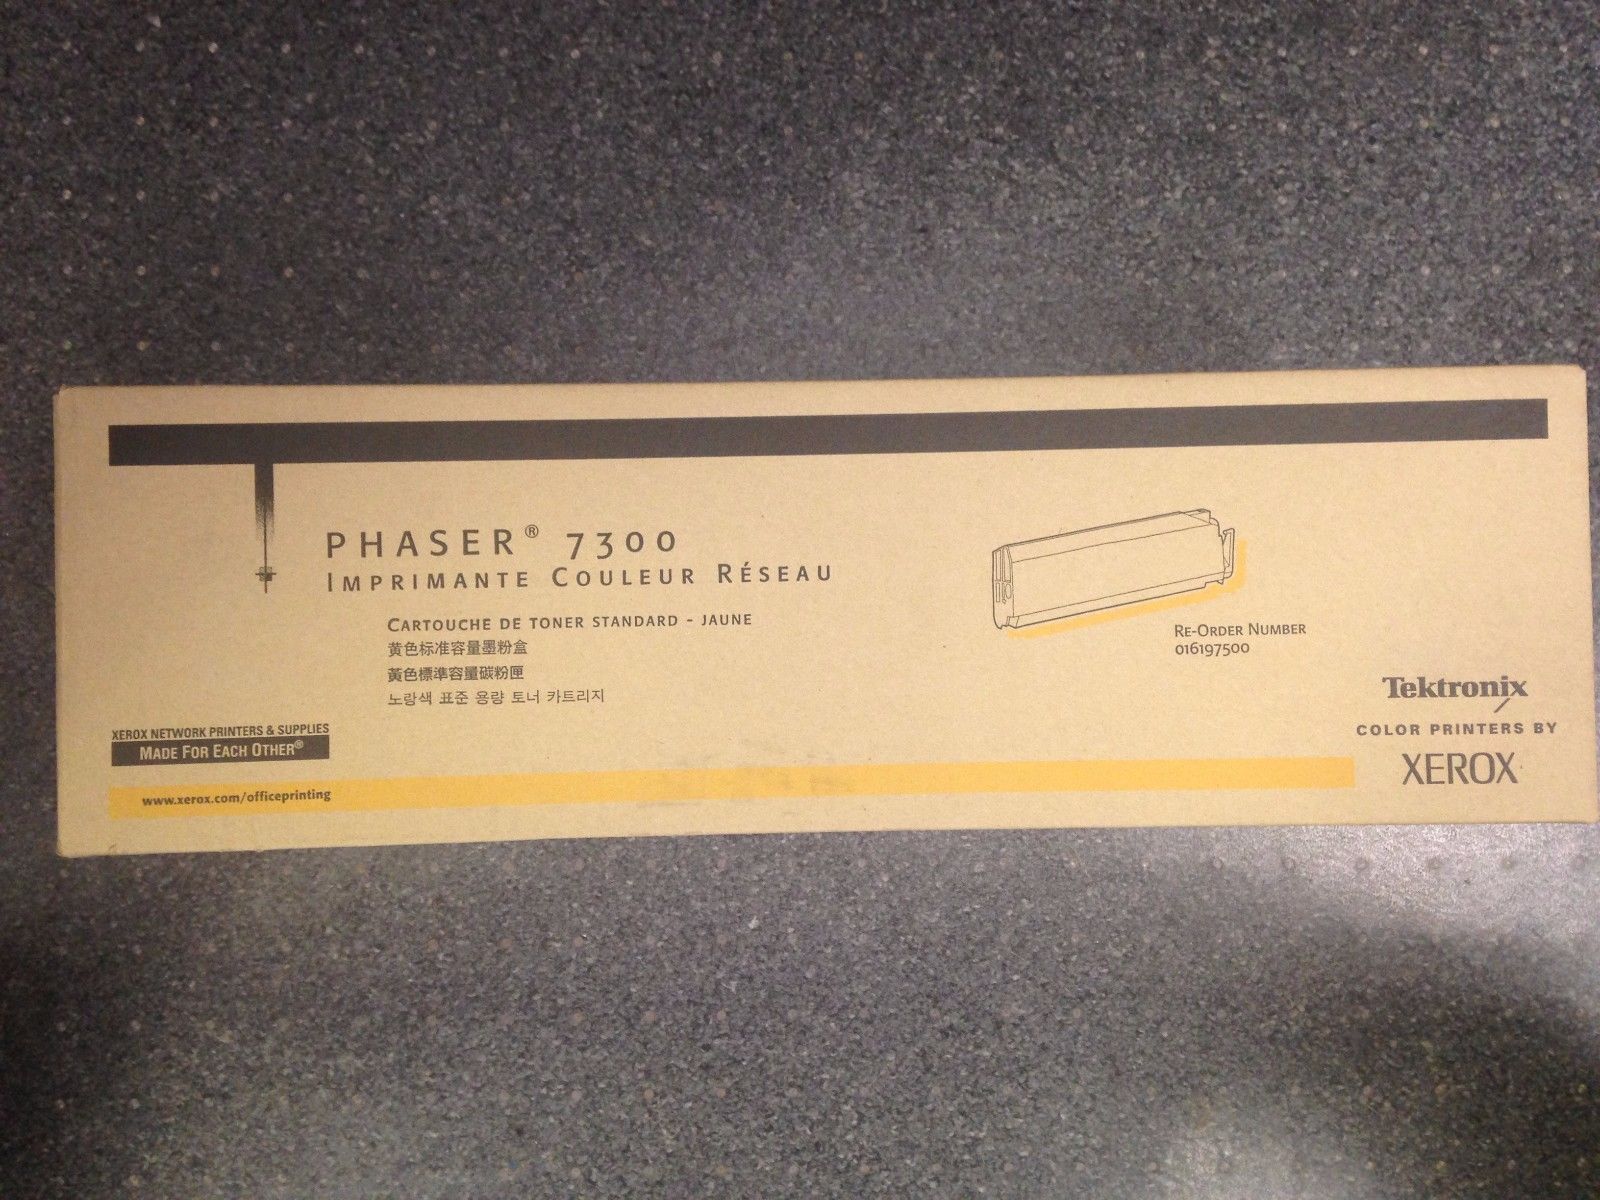 PHASER® 7300
IMPRIMANTE COULEUR RÉSEAU
CARTOUCHE DE TONER STANDARD - JAUNE
黄色标准容量墨粉盒
黃色標準容量碳粉匣
노랑색 표준 용량 토너 카트리지
RE-ORDER NUMBER
016197500
Tektronix
COLOR PRINTERS BY
XEROX
XEROX NETWORK PRINTERS & SUPPLIES
MADE FOR EACH OTHER®
www.xerox.com/officeprinting